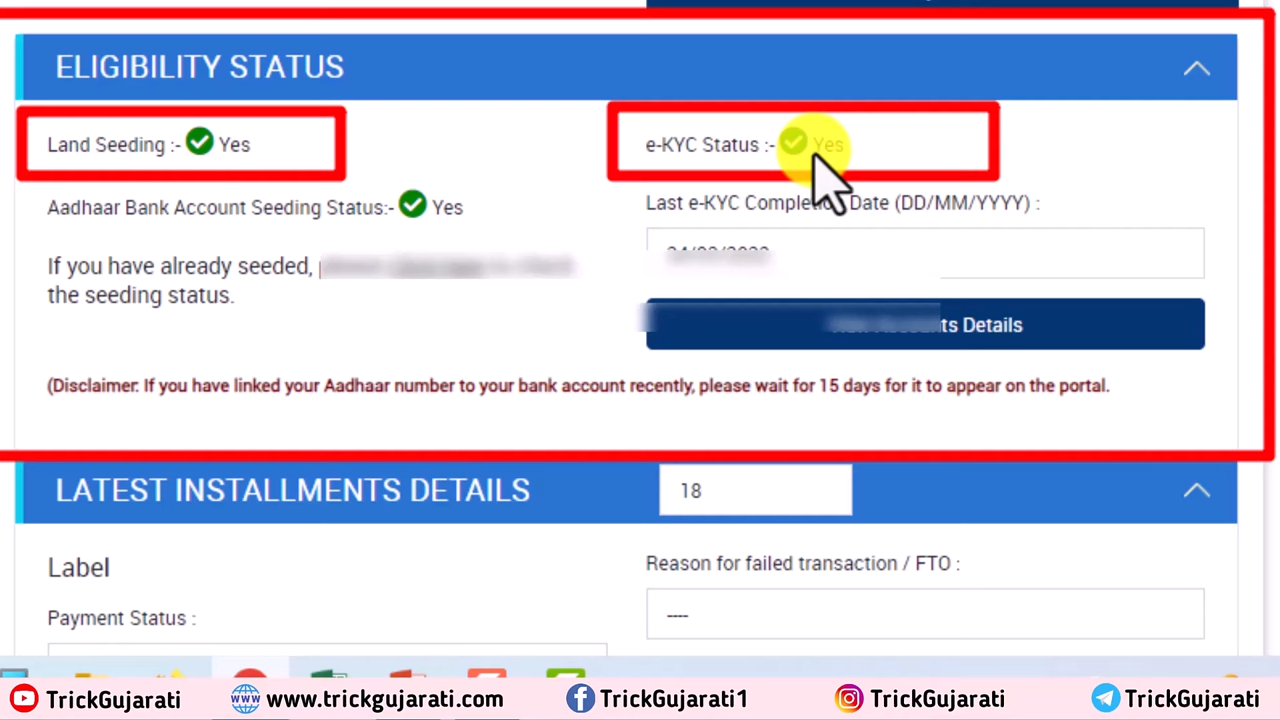 ELIGIBILITY STATUS
Land Seeding :- Yes
e-KYC Status :- Yes
Aadhaar Bank Account Seeding Status:- Yes
Last e-KYC Completion Date (DD/MM/YYYY) :
If you have already seeded,
the seeding status.
Details
(Disclaimer: If you have linked your Aadhaar number to your bank account recently, please wait for 15 days for it to appear on the portal.
LATEST INSTALLMENTS DETAILS
18
Label
Reason for failed transaction / FTO :
----
Payment Status :
TrickGujarati
www.trickgujarati.com
TrickGujarati1
TrickGujarati
TrickGujarati